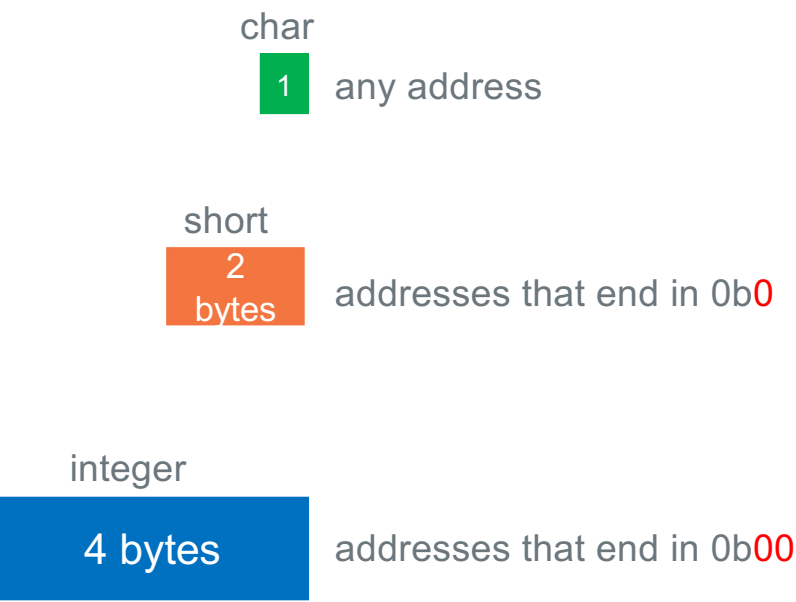 char
1 any address
short
2
bytes
addresses that end in 0b0
integer
4 bytes addresses that end in 0b00